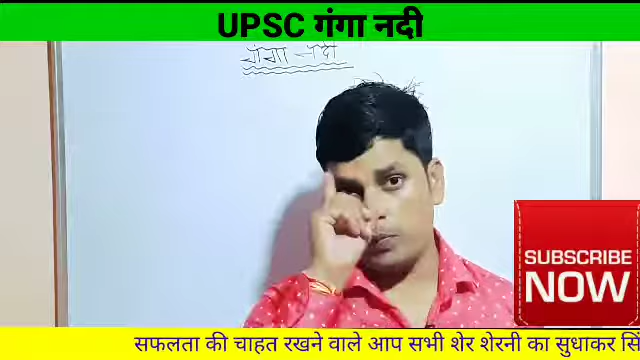 UPSC गंगा नदी
गंगा नदी
SUBSCRIBE
NOW
सफलता की चाहत रखने वाले आप सभी शेर शेरनी का सुधाकर